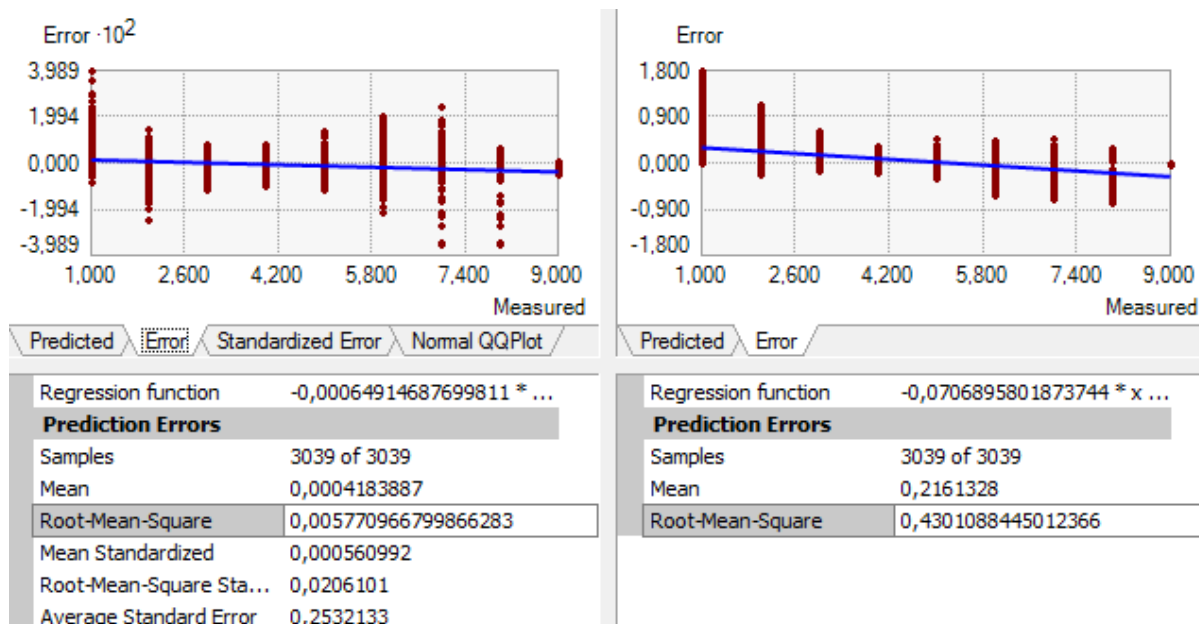 Error ·10²
3,989
1,994
0,000
-1,994
-3,989
1,000 2,600 4,200 5,800 7,400 9,000
Measured
Predicted Error Standardized Error Normal QQPlot
Regression function -0,00064914687699811 * ...
Prediction Errors
Samples 3039 of 3039
Mean 0,0004183887
Root-Mean-Square 0,005770966799866283
Mean Standardized 0,000560992
Root-Mean-Square Sta... 0,0206101
Average Standard Error 0,2532133
Error
1,800
0,900
0,000
-0,900
-1,800
1,000 2,600 4,200 5,800 7,400 9,000
Measured
Predicted Error
Regression function -0,0706895801873744 * x ...
Prediction Errors
Samples 3039 of 3039
Mean 0,2161328
Root-Mean-Square 0,4301088445012366